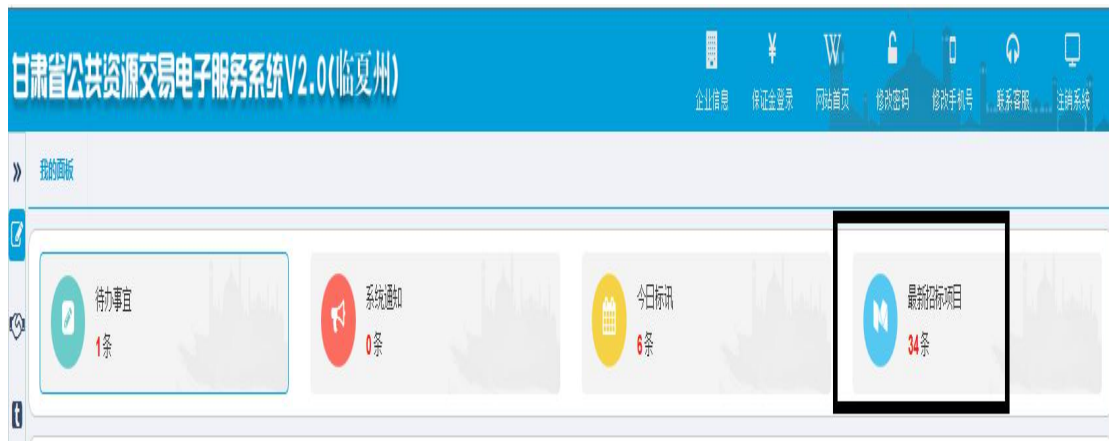 甘肃省公共资源交易电子服务系统V2.0(临夏州)
企业信息 保证金登录 网站首页 修改密码 修改手机号 联系客服 注销系统
我的面板
待办事宜 系统通知 今日标讯 最新招标项目
1条 0条 6条 34条